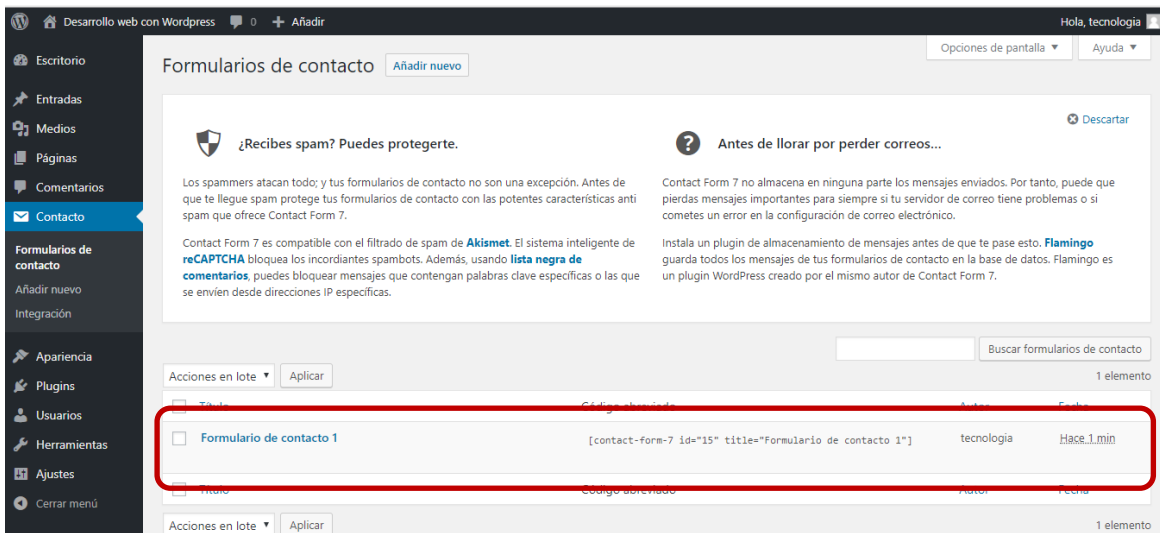 Desarrollo web con Wordpress 0 Añadir
Hola, tecnologia
Escritorio
Entradas
Medios
Páginas
Comentarios
Contacto
Formularios de
contacto
Añadir nuevo
Integración
Apariencia
Plugins
Usuarios
Herramientas
Ajustes
Cerrar menú
Opciones de pantalla ▼ Ayuda ▼
Formularios de contacto Añadir nuevo
Descartar
¿Recibes spam? Puedes protegerte.
Los spammers atacan todo; y tus formularios de contacto no son una excepción. Antes de
que te llegue spam protege tus formularios de contacto con las potentes características anti
spam que ofrece Contact Form 7.
Contact Form 7 es compatible con el filtrado de spam de Akismet. El sistema inteligente de
reCAPTCHA bloquea los incordiantes spambots. Además, usando lista negra de
comentarios, puedes bloquear mensajes que contengan palabras clave específicas o las que
se envíen desde direcciones IP específicas.
Antes de llorar por perder correos...
Contact Form 7 no almacena en ninguna parte los mensajes enviados. Por tanto, puede que
pierdas mensajes importantes para siempre si tu servidor de correo tiene problemas o si
cometes un error en la configuración de correo electrónico.
Instala un plugin de almacenamiento de mensajes antes de que te pase esto. Flamingo
guarda todos los mensajes de tus formularios de contacto en la base de datos. Flamingo es
un plugin WordPress creado por el mismo autor de Contact Form 7.
Buscar formularios de contacto
Acciones en lote ▼ Aplicar 1 elemento
Título Código abreviado Autor Fecha
Formulario de contacto 1 [contact-form-7 id="15" title="Formulario de contacto 1"] tecnologia Hace 1 min
Título Código abreviado Autor Fecha
Acciones en lote ▼ Aplicar 1 elemento